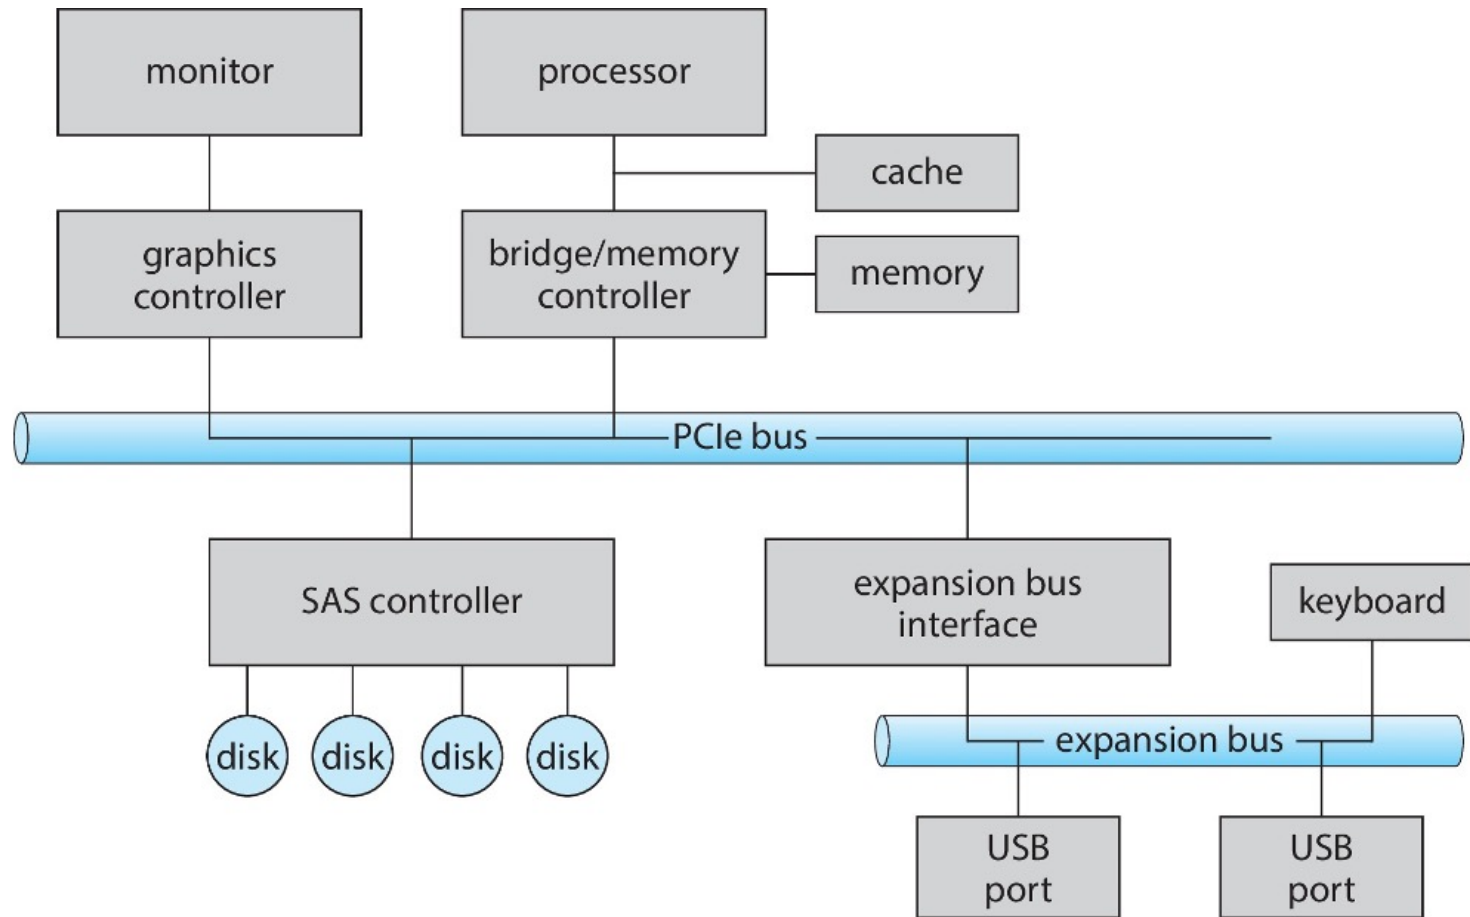 monitor
processor
cache
graphics
controller
bridge/memory
controller
memory
PCIe bus
SAS controller
expansion bus
interface
keyboard
disk
disk
disk
disk
expansion bus
USB
port
USB
port